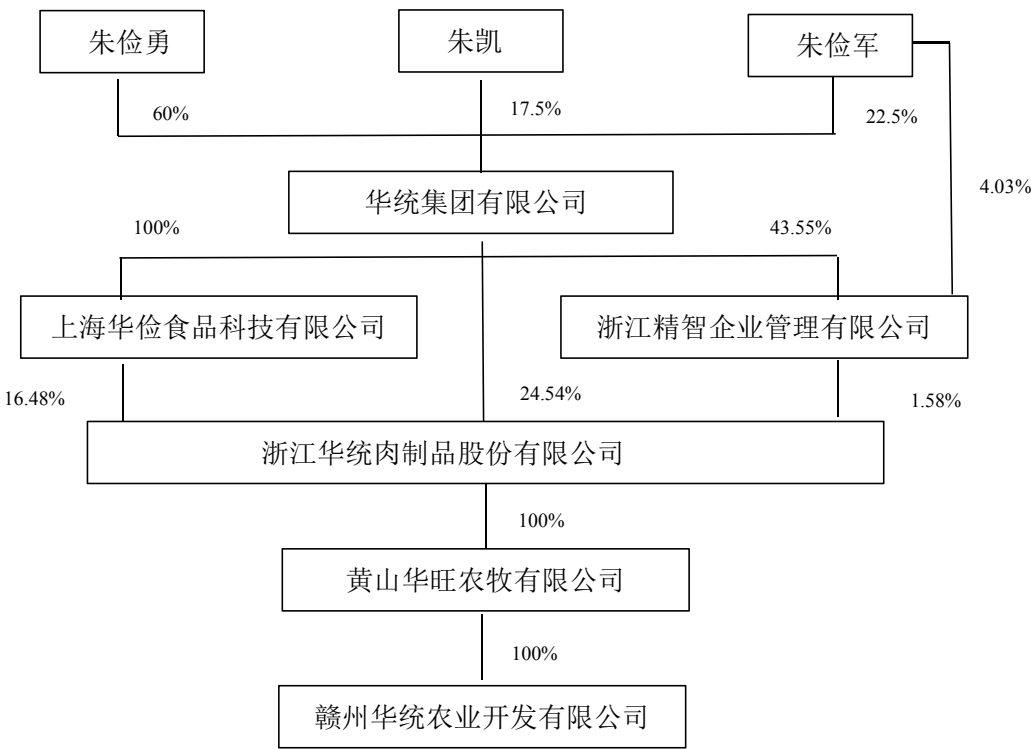 朱俭勇
朱凯
朱俭军
60%
17.5%
22.5%
4.03%
华统集团有限公司
100%
43.55%
上海华俭食品科技有限公司
浙江精智企业管理有限公司
16.48%
24.54%
1.58%
浙江华统肉制品股份有限公司
100%
黄山华旺农牧有限公司
100%
赣州华统农业开发有限公司